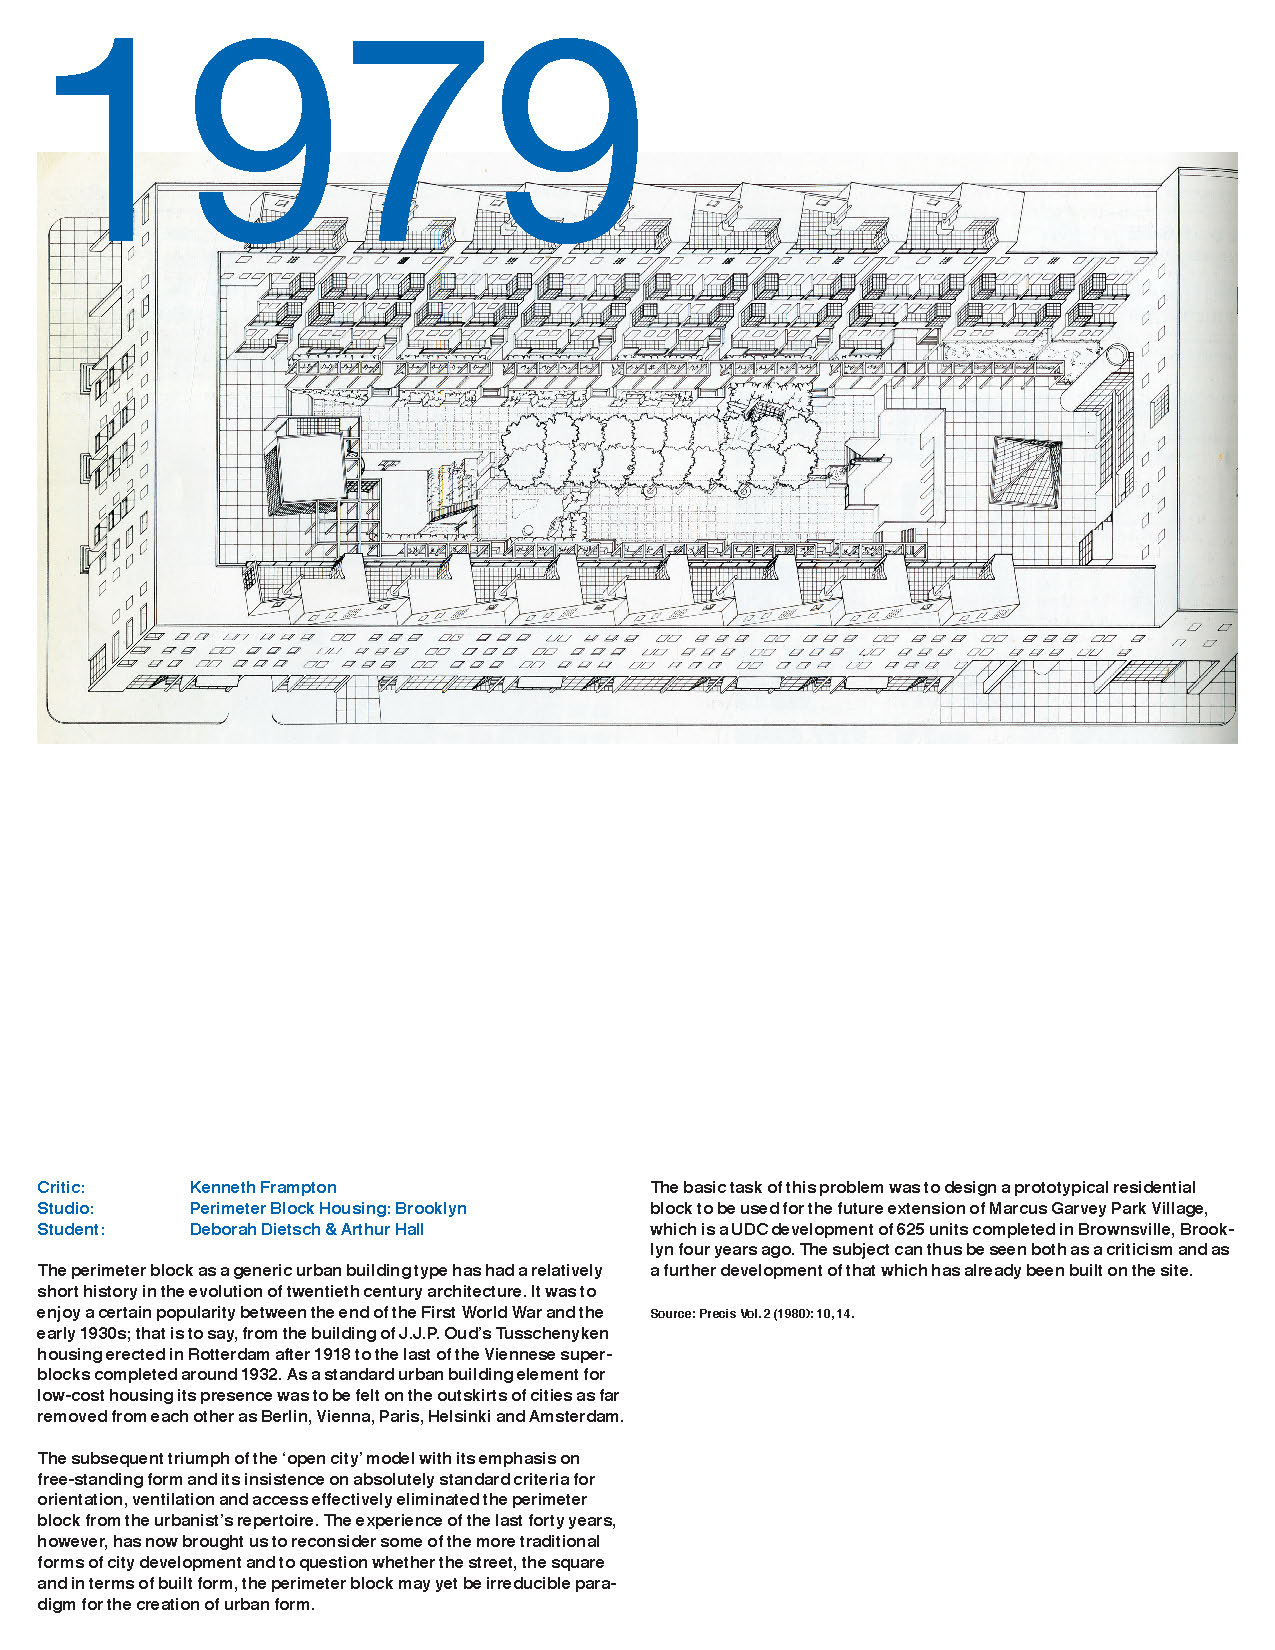 1979
Critic: Kenneth Frampton
Studio: Perimeter Block Housing: Brooklyn
Student: Deborah Dietsch & Arthur Hall
The perimeter block as a generic urban building type has had a relatively
short history in the evolution of twentieth century architecture. It was to
enjoy a certain popularity between the end of the First World War and the
early 1930s; that is to say, from the building of J.J.P. Oud’s Tusschenyken
housing erected in Rotterdam after 1918 to the last of the Viennese super-
blocks completed around 1932. As a standard urban building element for
low-cost housing its presence was to be felt on the outskirts of cities as far
removed from each other as Berlin, Vienna, Paris, Helsinki and Amsterdam.
The subsequent triumph of the ‘open city’ model with its emphasis on
free-standing form and its insistence on absolutely standard criteria for
orientation, ventilation and access effectively eliminated the perimeter
block from the urbanist’s repertoire. The experience of the last forty years,
however, has now brought us to reconsider some of the more traditional
forms of city development and to question whether the street, the square
and in terms of built form, the perimeter block may yet be irreducible para-
digm for the creation of urban form.
The basic task of this problem was to design a prototypical residential
block to be used for the future extension of Marcus Garvey Park Village,
which is a UDC development of 625 units completed in Brownsville, Brook-
lyn four years ago. The subject can thus be seen both as a criticism and as
a further development of that which has already been built on the site.
Source: Precis Vol. 2 (1980): 10, 14.